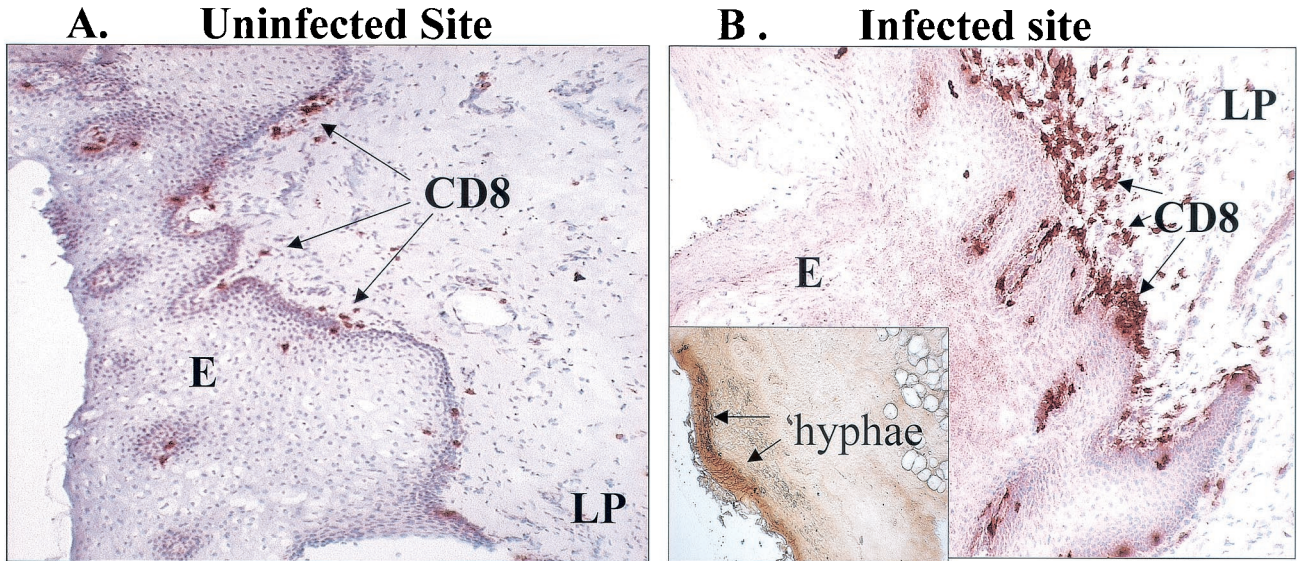 A. Uninfected Site
CD8
E
LP
B . Infected site
LP
CD8
E
'hyphae